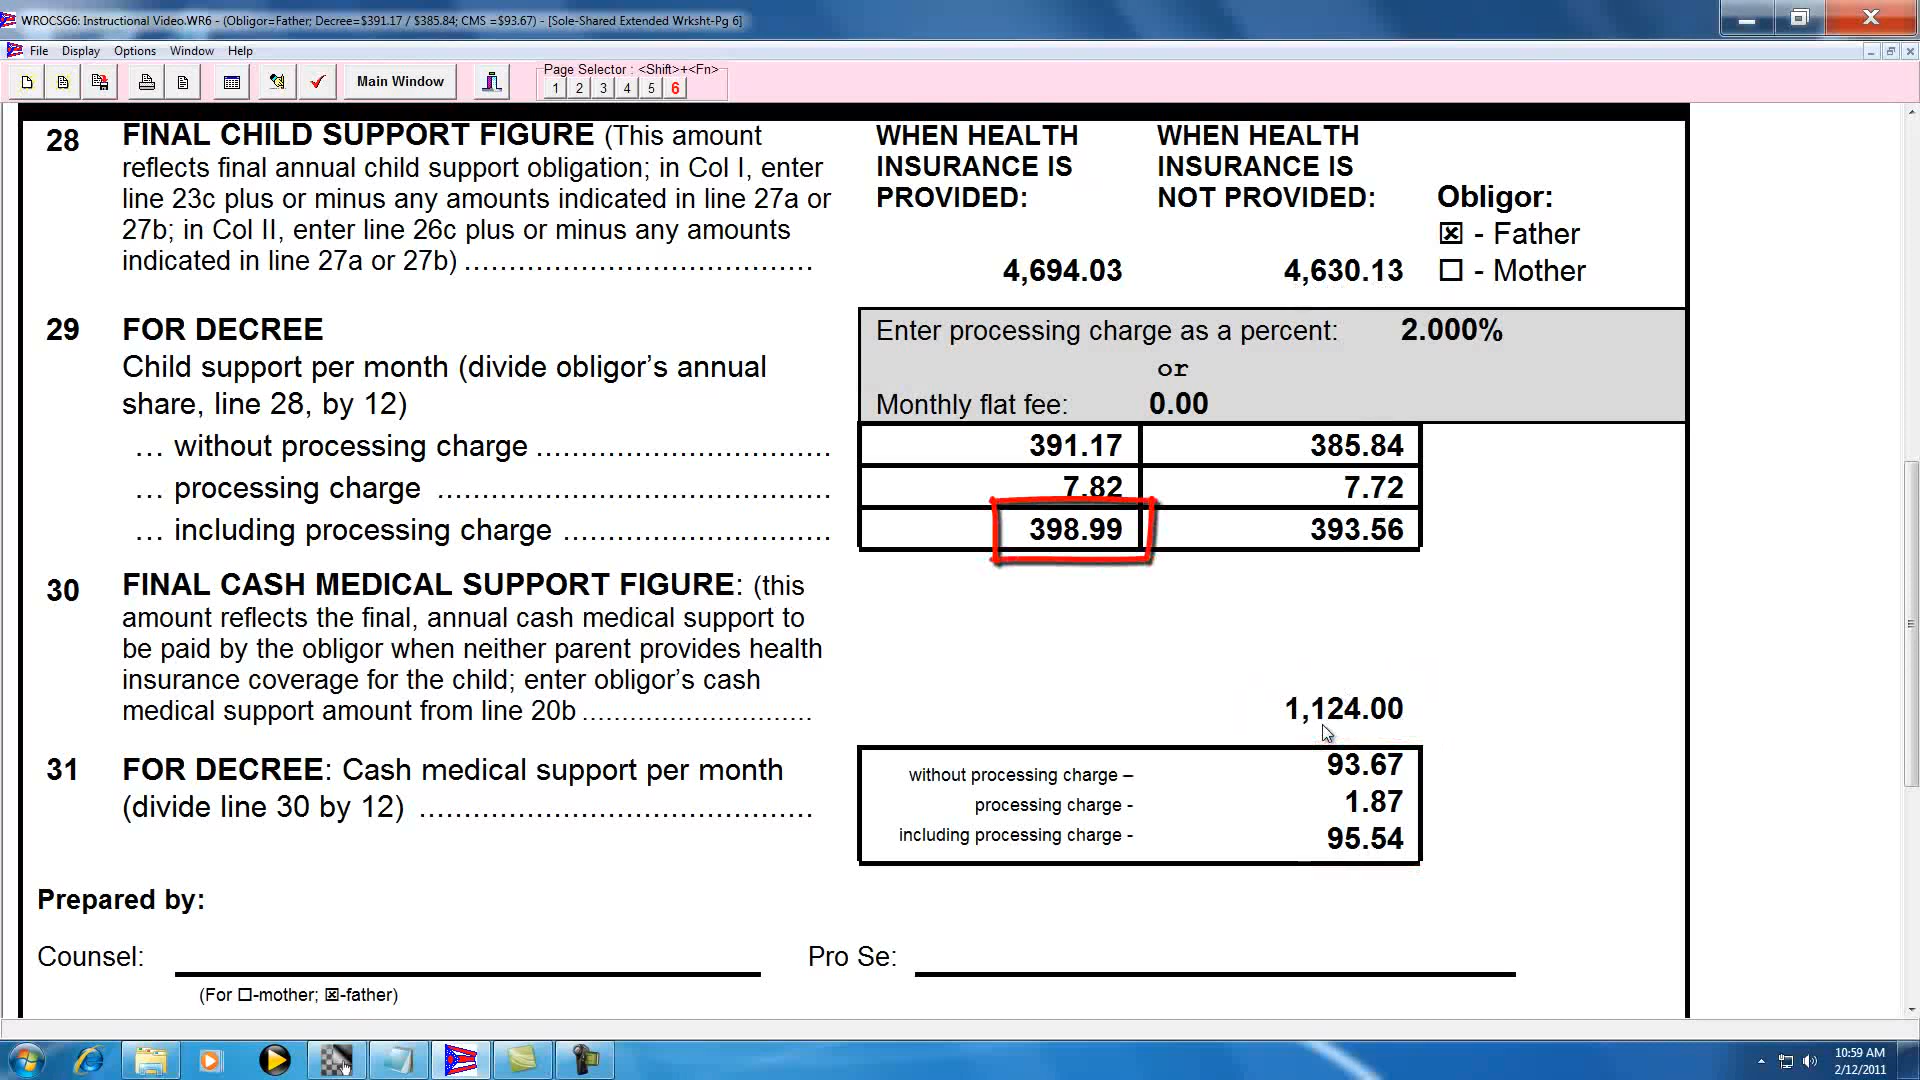 WROCSG6: Instructional Video.WR6 - (Obligor=Father; Decree=$391.17 / $385.84; CMS =$93.67) - [Sole-Shared Extended Wrksht-Pg 6]
File Display Options Window Help
Main Window
Page Selector : <Shift>+<Fn>
1 2 3 4 5 6
28 FINAL CHILD SUPPORT FIGURE (This amount
reflects final annual child support obligation; in Col I, enter
line 23c plus or minus any amounts indicated in line 27a or
27b; in Col II, enter line 26c plus or minus any amounts
indicated in line 27a or 27b) .......................................
WHEN HEALTH
INSURANCE IS
PROVIDED:
4,694.03
WHEN HEALTH
INSURANCE IS
NOT PROVIDED:
4,630.13
Obligor:
☒ - Father
☐ - Mother
29 FOR DECREE
Child support per month (divide obligor’s annual
share, line 28, by 12)
Enter processing charge as a percent: 2.000%
or
Monthly flat fee: 0.00
… without processing charge ................................. 391.17 385.84
… processing charge ............................................ 7.82 7.72
… including processing charge .............................. 398.99 393.56
30 FINAL CASH MEDICAL SUPPORT FIGURE: (this
amount reflects the final, annual cash medical support to
be paid by the obligor when neither parent provides health
insurance coverage for the child; enter obligor’s cash
medical support amount from line 20b .......................... 1,124.00
31 FOR DECREE: Cash medical support per month
(divide line 30 by 12) ............................................
without processing charge – 93.67
processing charge - 1.87
including processing charge - 95.54
Prepared by:
Counsel: Pro Se:
(For ☐-mother; ☒-father)
10:59 AM
2/12/2011